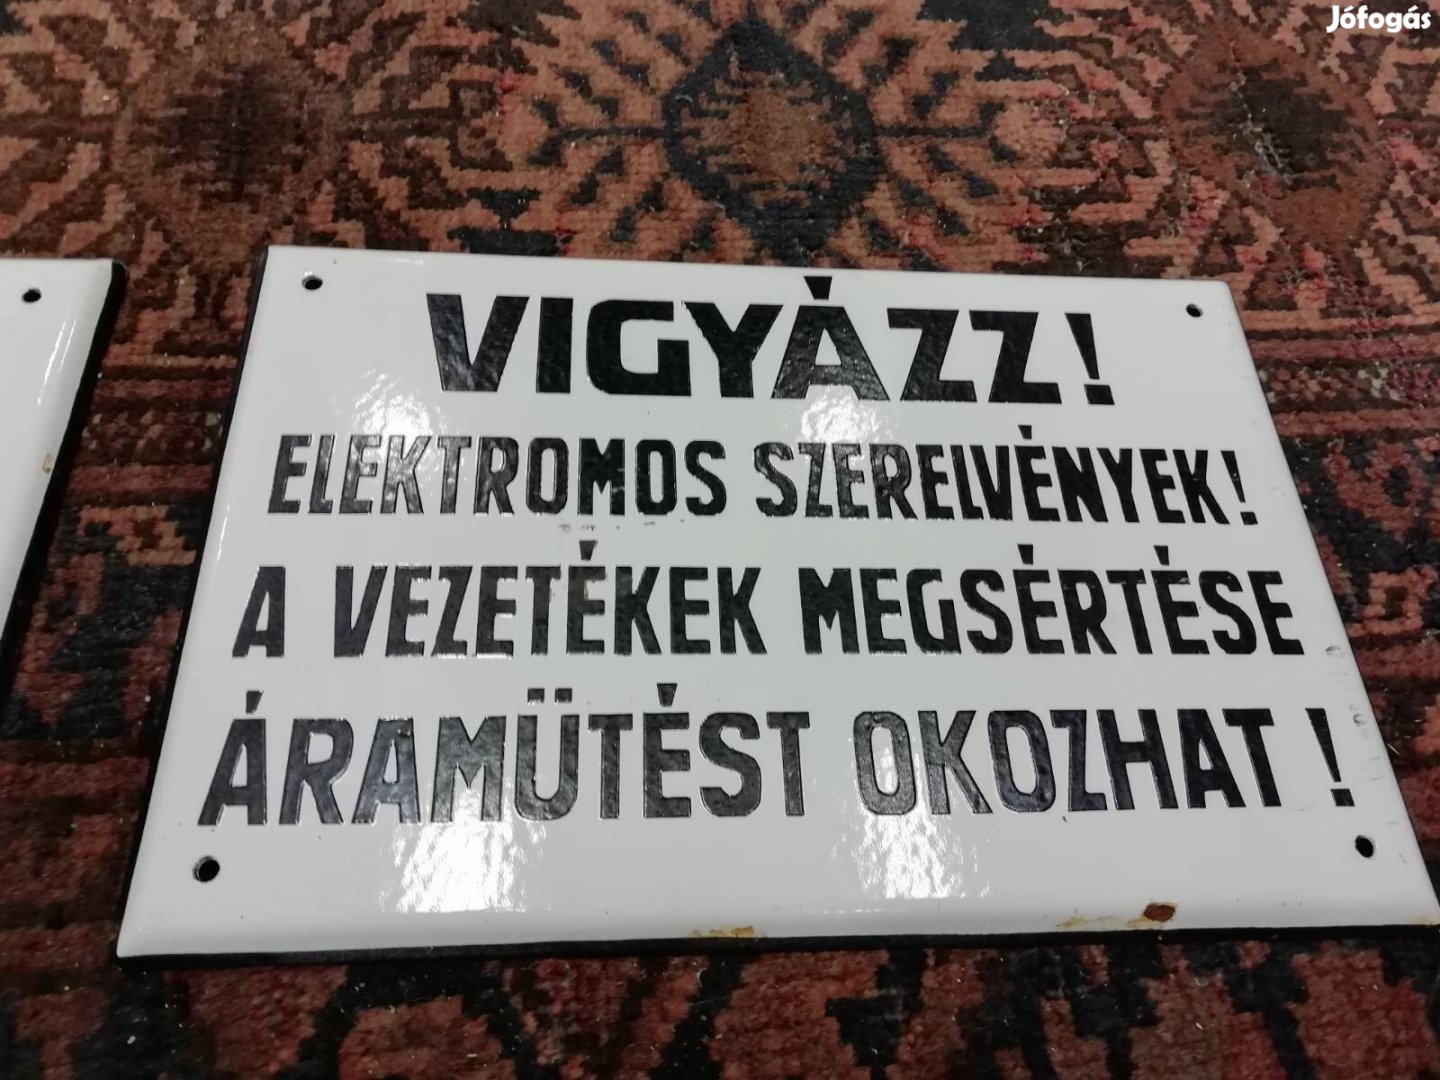 Jófogás
VIGYÁZZ!
ELEKTROMOS SZERELVÉNYEK!
A VEZETÉKEK MEGSÉRTÉSE
ÁRAMÜTÉST OKOZHAT!